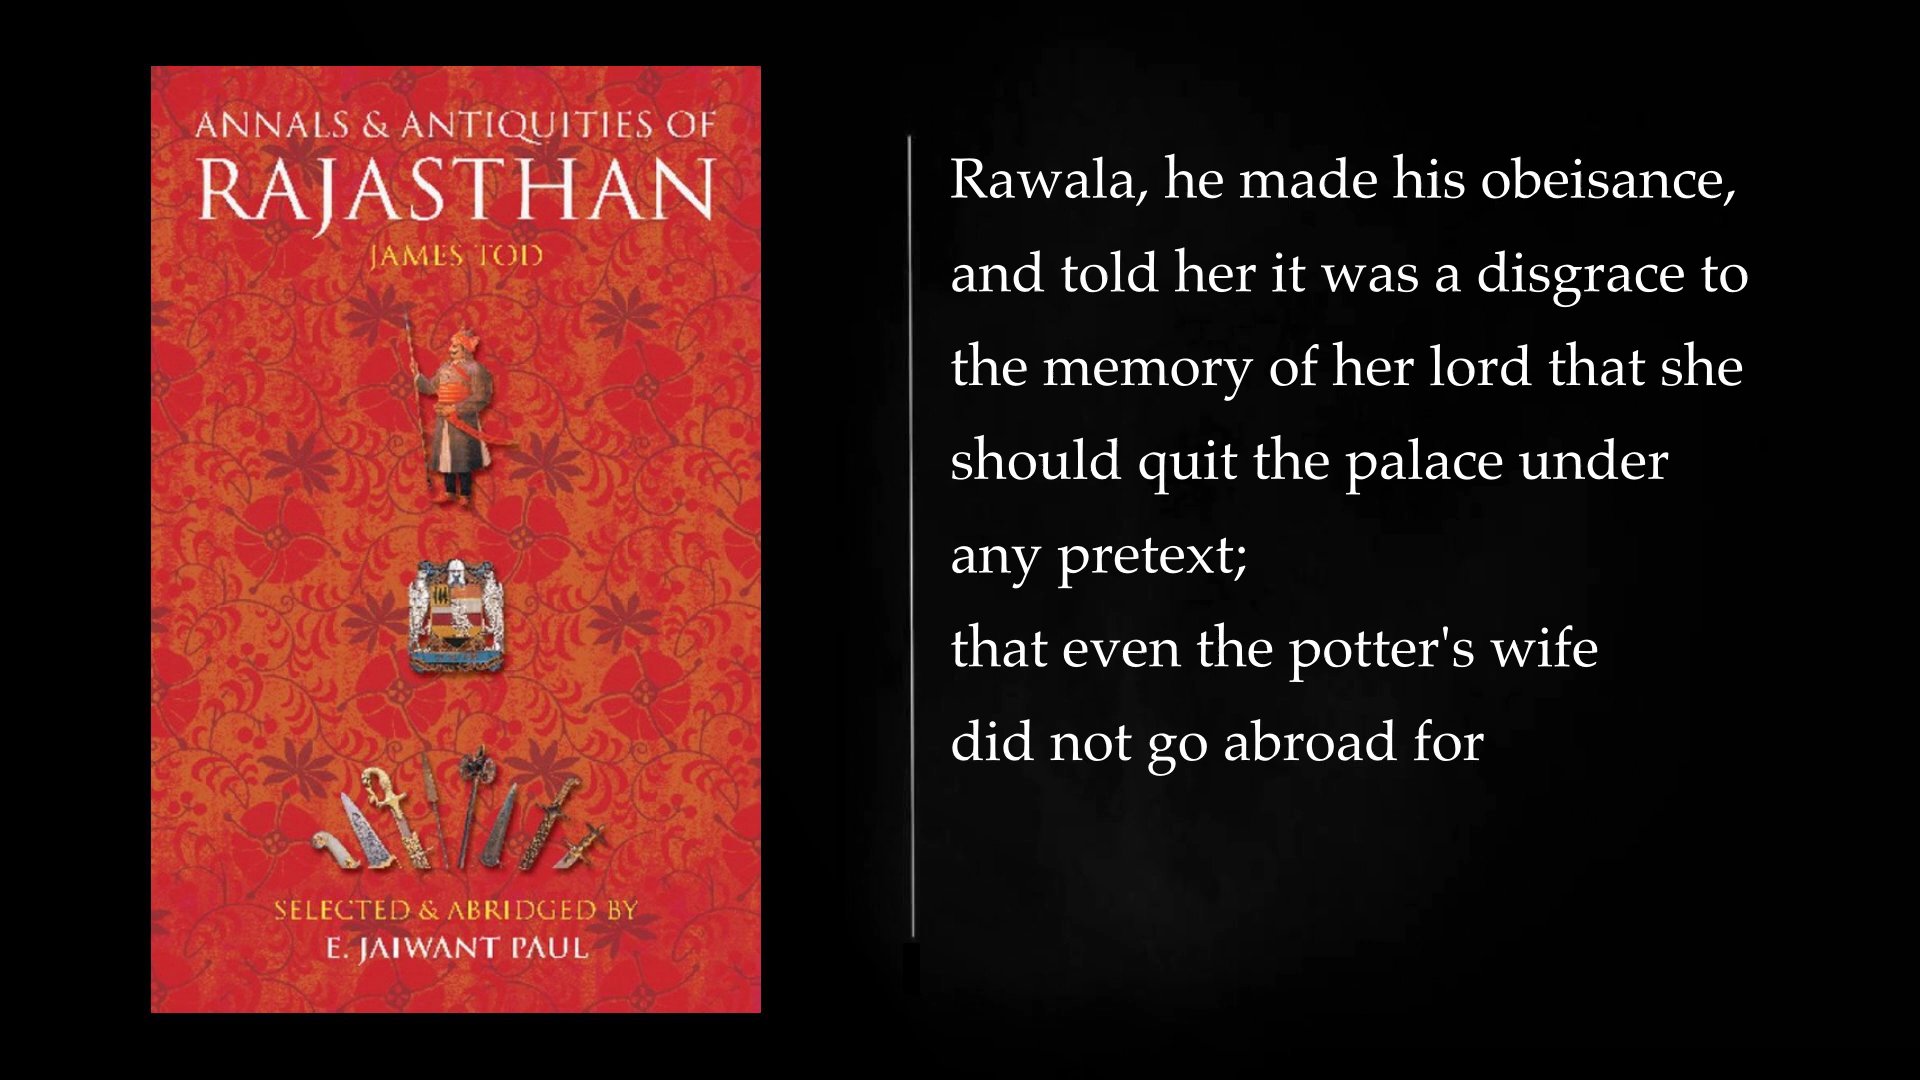 ANNALS & ANTIQUITIES OF
RAJASTHAN
JAMES TOD
SELECTED & ABRIDGED BY
E. JAIWANT PAUL
Rawala, he made his obeisance,
and told her it was a disgrace to
the memory of her lord that she
should quit the palace under
any pretext;
that even the potter's wife
did not go abroad for